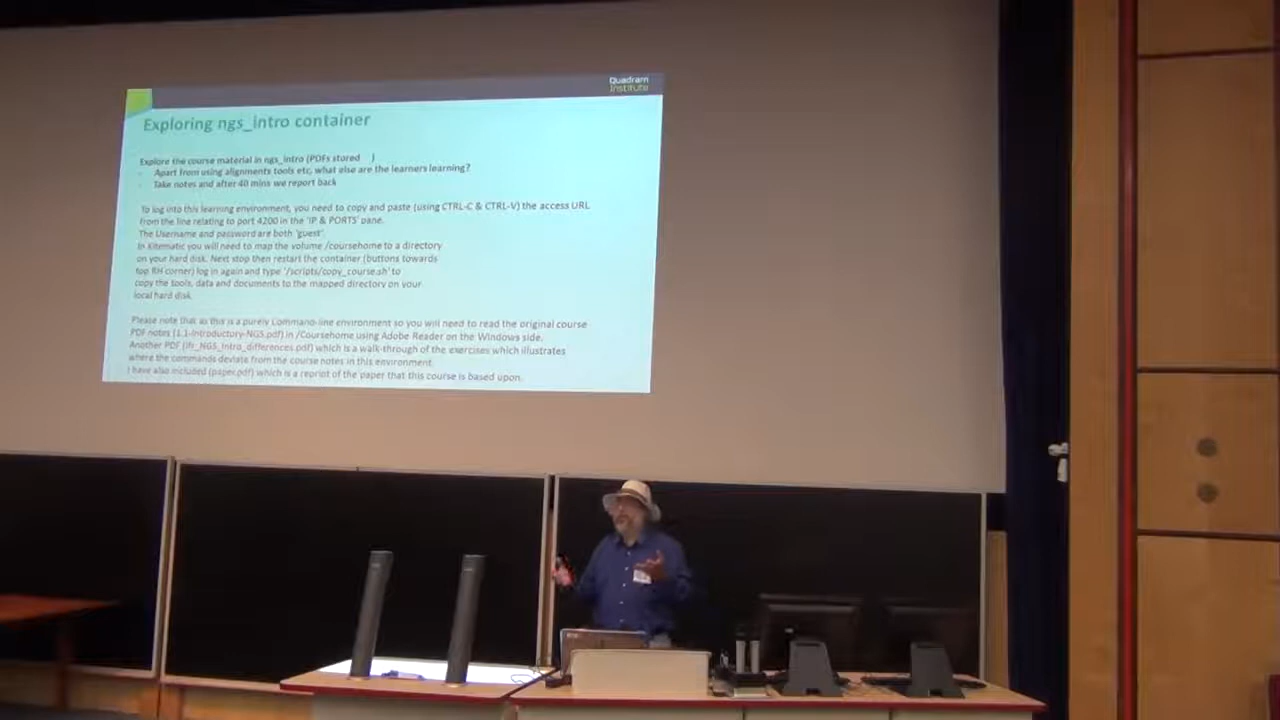 Quadram
Institute
Exploring ngs_intro container
Explore the course material in ngs_intro (PDFs stored )
- Apart from using alignments tools etc, what else are the learners learning?
- Take notes and after 40 mins we report back
To log into this learning environment, you need to copy and paste (using CTRL-C & CTRL-V) the access URL
from the line relating to port 4200 in the 'IP & PORTS' pane.
The Username and password are both 'guest'.
In Kitematic you will need to map the volume /coursehome to a directory
on your hard disk. Next stop then restart the container (buttons towards
top RH corner) log in again and type '/scripts/copy_course.sh' to
copy the tools, data and documents to the mapped directory on your
local hard disk.
Please note that as this is a purely Command-line environment so you will need to read the original course
PDF notes (1.1-Introductory-NGS.pdf) in /Coursehome using Adobe Reader on the Windows side.
Another PDF (ifr_NGS_Intro_differences.pdf) which is a walk-through of the exercises which illustrates
where the commands deviate from the course notes in this environment.
I have also included (paper.pdf) which is a reprint of the paper that this course is based upon.